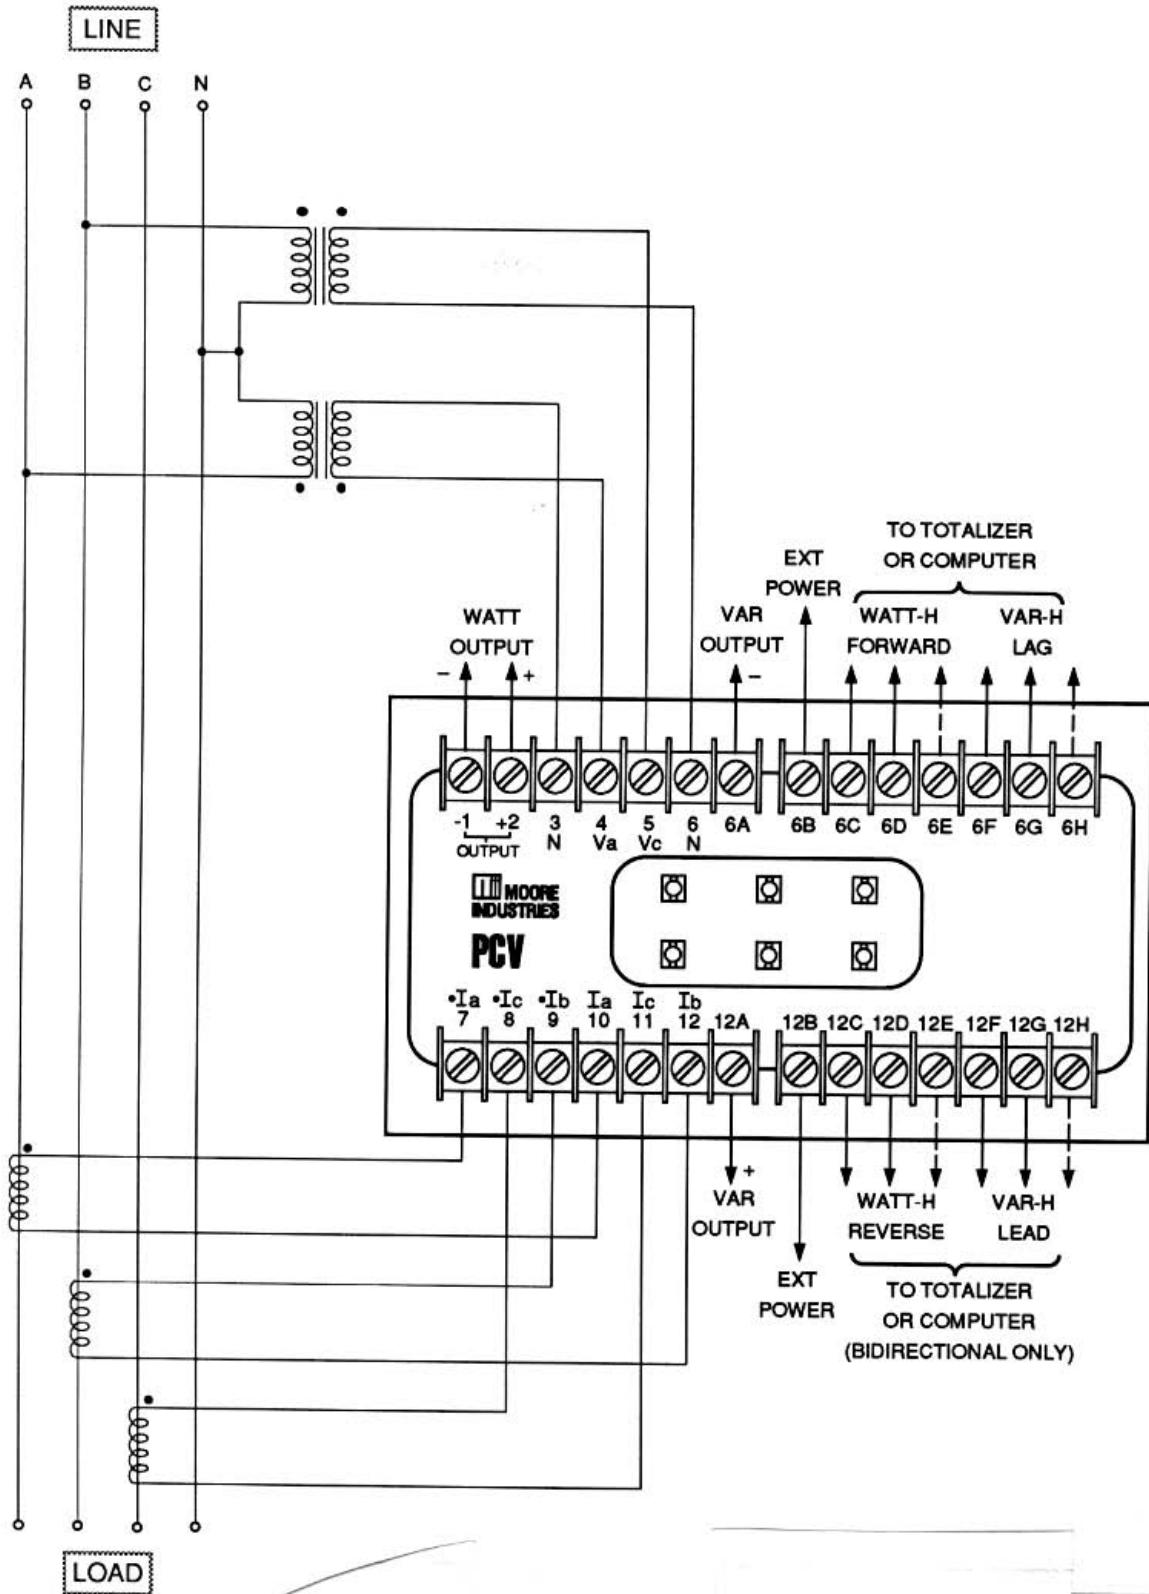 LINE
A B C N
TO TOTALIZER
OR COMPUTER
EXT
POWER
WATT-H
FORWARD
VAR-H
LAG
WATT
OUTPUT
- +
VAR
OUTPUT
-
-1 +2 3 4 5 6 6A 6B 6C 6D 6E 6F 6G 6H
OUTPUT N Va Vc N
MOORE
INDUSTRIES
PCV
•Ia •Ic •Ib Ia Ic Ib
7 8 9 10 11 12 12A 12B 12C 12D 12E 12F 12G 12H
+
VAR
OUTPUT
WATT-H
REVERSE
VAR-H
LEAD
EXT
POWER
TO TOTALIZER
OR COMPUTER
(BIDIRECTIONAL ONLY)
LOAD